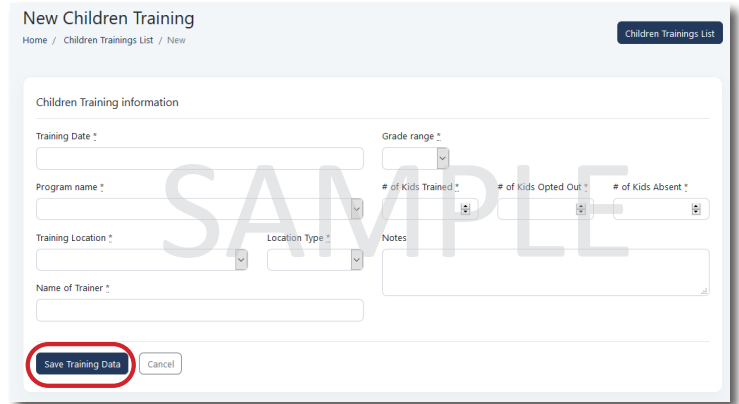 New Children Training
Home / Children Trainings List / New
Children Trainings List
Children Training information
Training Date *
Grade range *
Program name *
# of Kids Trained * # of Kids Opted Out * # of Kids Absent *
Training Location * Location Type *
Notes
Name of Trainer *
SAMPLE
Save Training Data Cancel